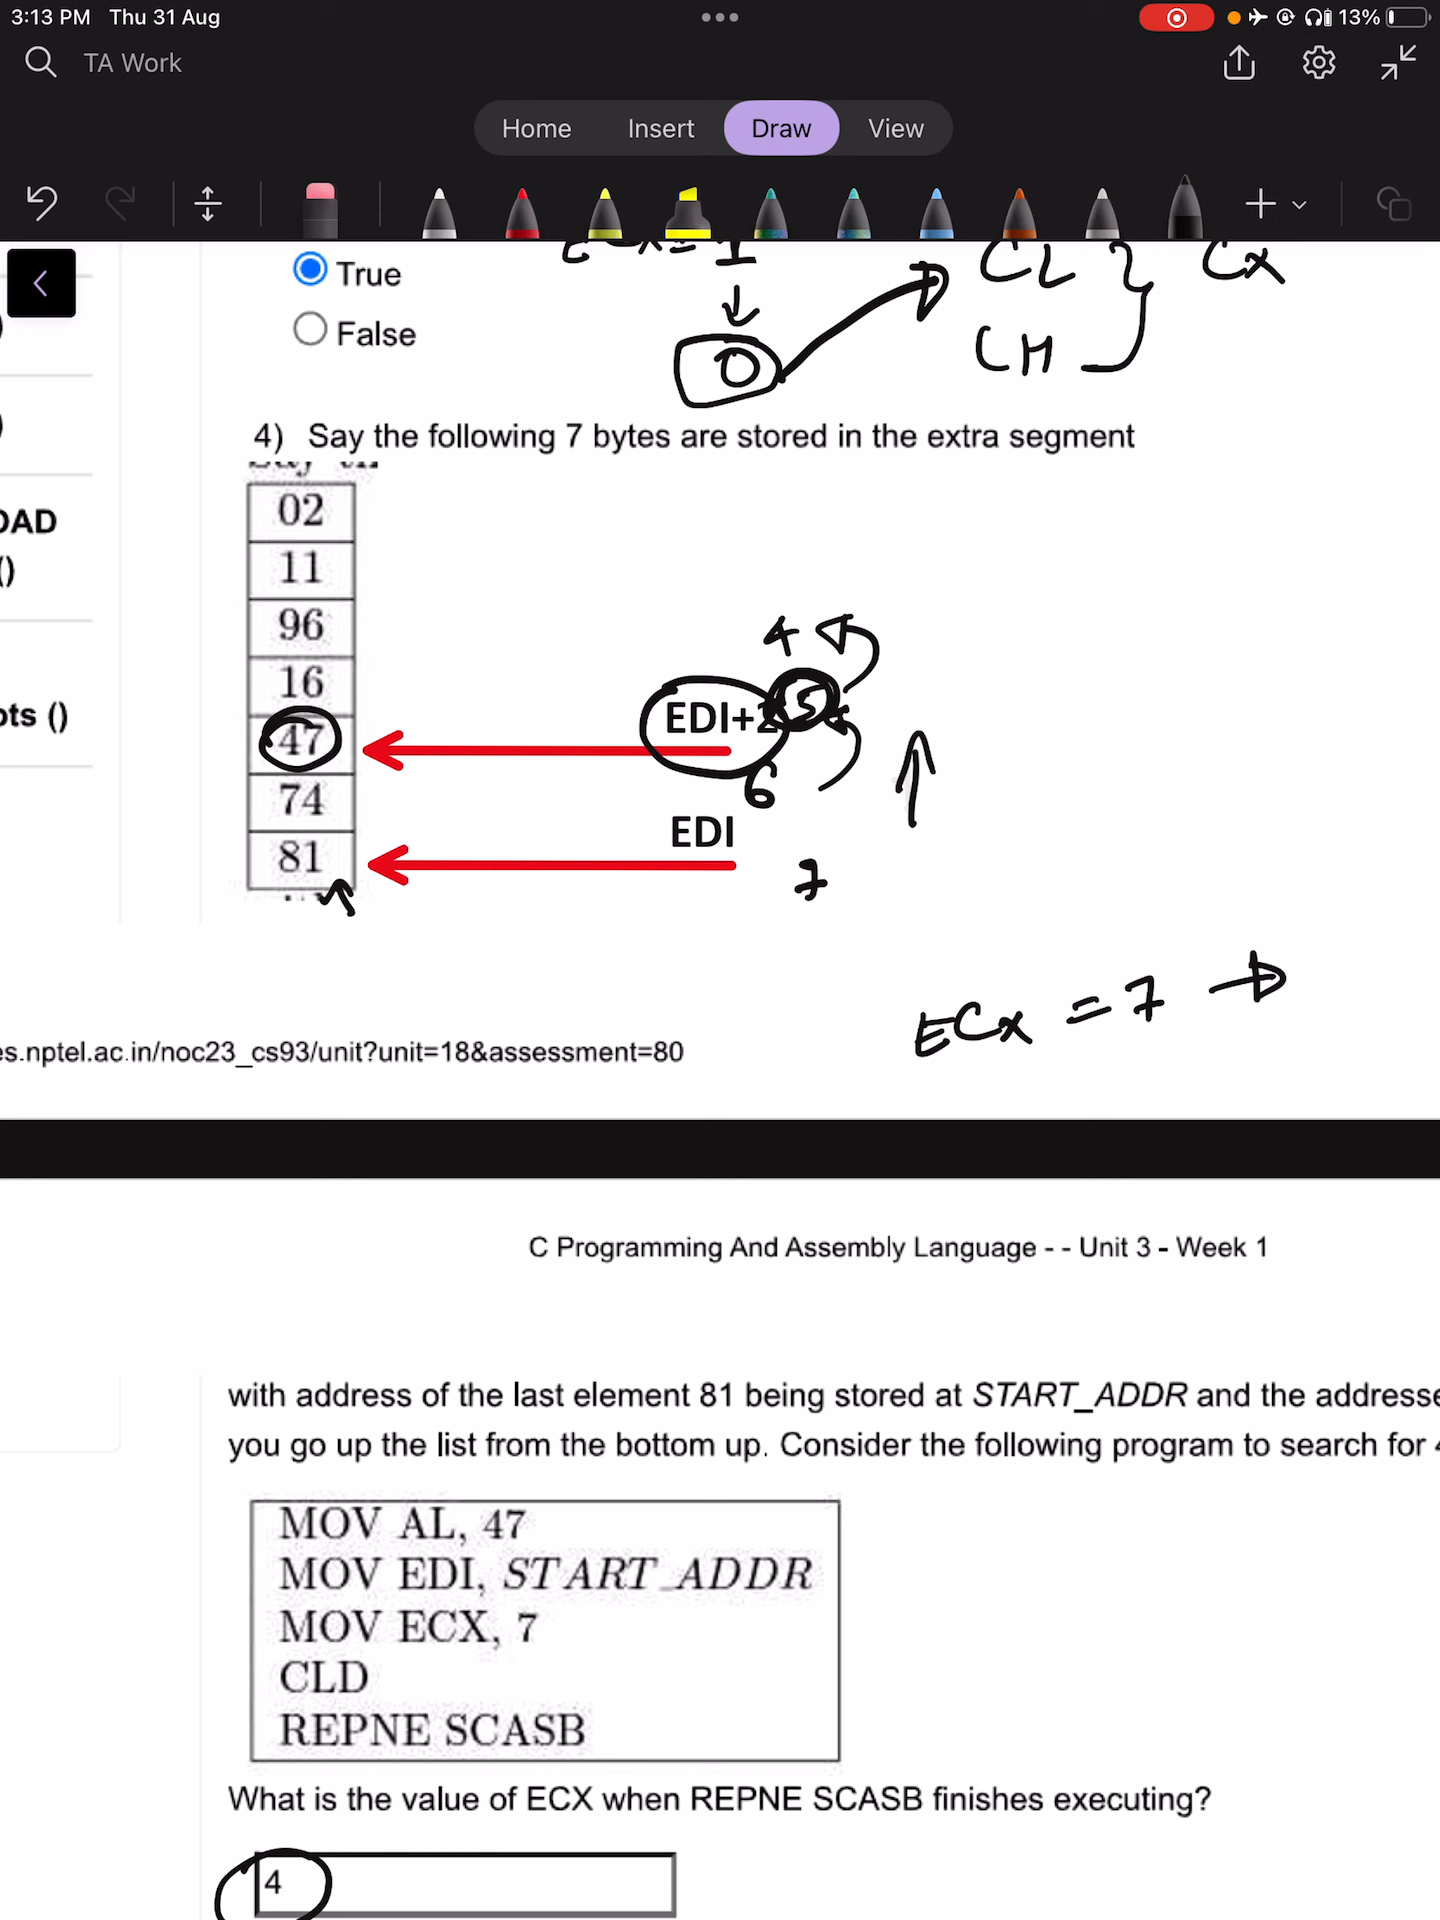 3:13 PM Thu 31 Aug
13%
TA Work
Home Insert Draw View
True
False
CL
CH
CX
0
4) Say the following 7 bytes are stored in the extra segment
02
11
96
16
47
74
81
4
5
EDI+2
6
EDI
7
DAD
()
ots ()
ECX = 7
es.nptel.ac.in/noc23_cs93/unit?unit=18&assessment=80
C Programming And Assembly Language - - Unit 3 - Week 1
with address of the last element 81 being stored at START_ADDR and the addresse
you go up the list from the bottom up. Consider the following program to search for
MOV AL, 47
MOV EDI, START_ADDR
MOV ECX, 7
CLD
REPNE SCASB
What is the value of ECX when REPNE SCASB finishes executing?
4